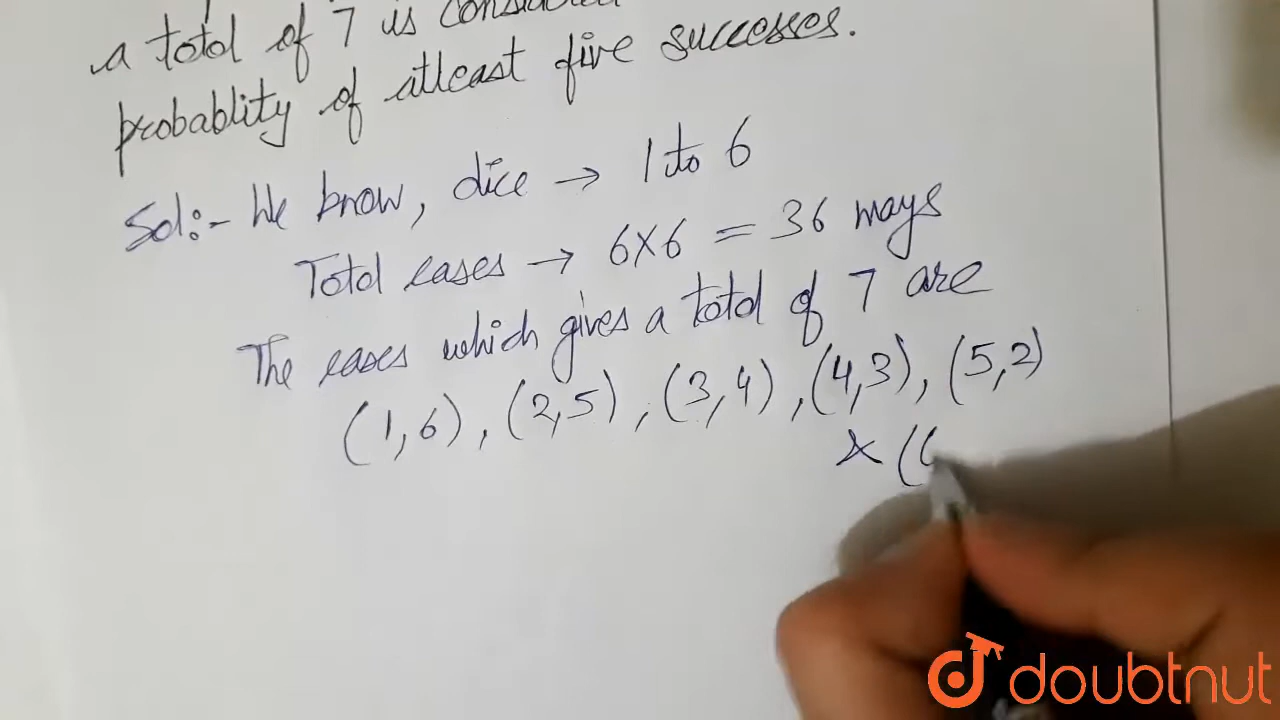 a total of 7 is considered
probablity of atleast five successes.
Sol:- We know, dice → 1 to 6
Total cases → 6×6 = 36 ways
The cases which gives a total of 7 are
(1,6), (2,5), (3,4), (4,3), (5,2)
& (
doubtnut